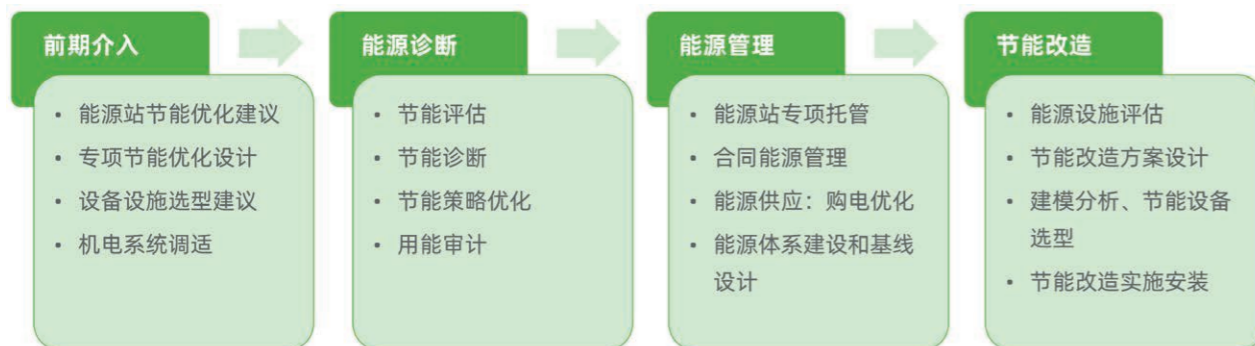 前期介入
• 能源站节能优化建议
• 专项节能优化设计
• 设备设施选型建议
• 机电系统调适
能源诊断
• 节能评估
• 节能诊断
• 节能策略优化
• 用能审计
能源管理
• 能源站专项托管
• 合同能源管理
• 能源供应：购电优化
• 能源体系建设和基线
设计
节能改造
• 能源设施评估
• 节能改造方案设计
• 建模分析、节能设备
选型
• 节能改造实施安装